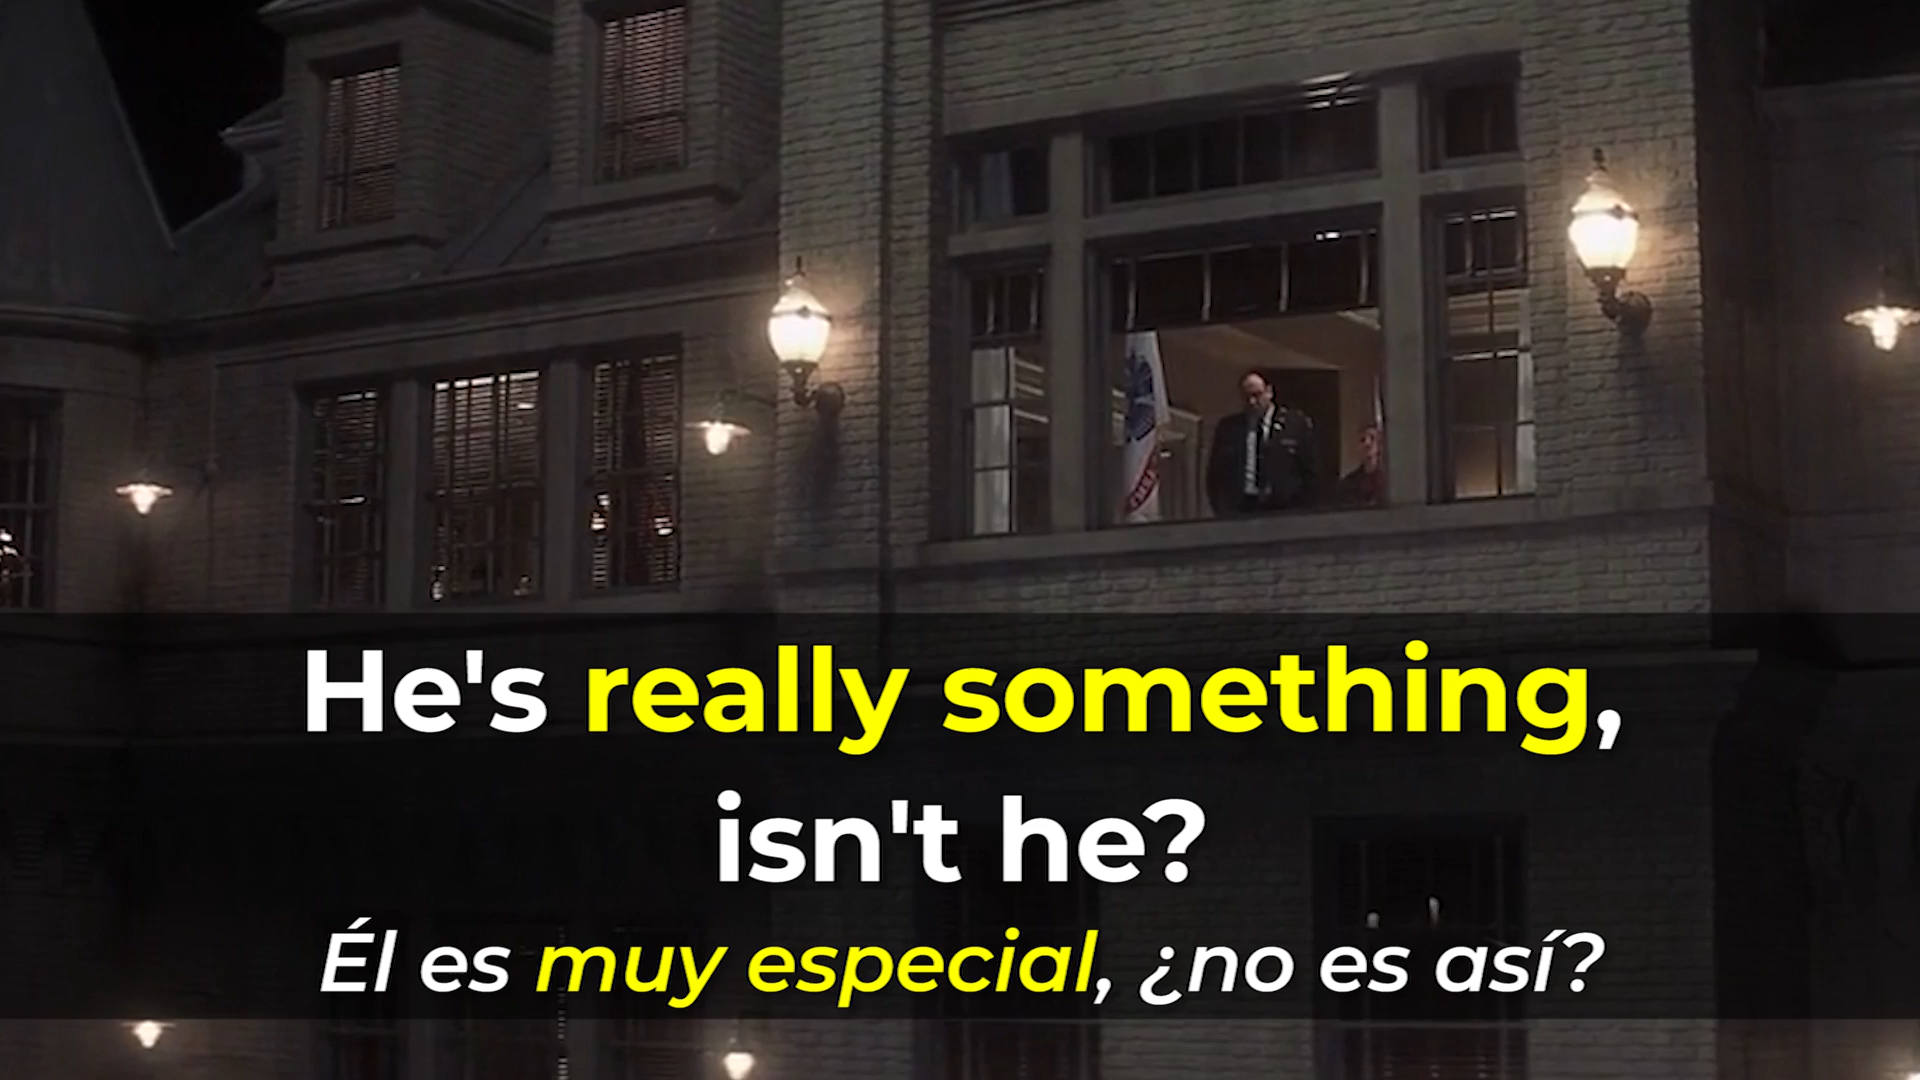 He's really something,
isn't he?
Él es muy especial, ¿no es así?